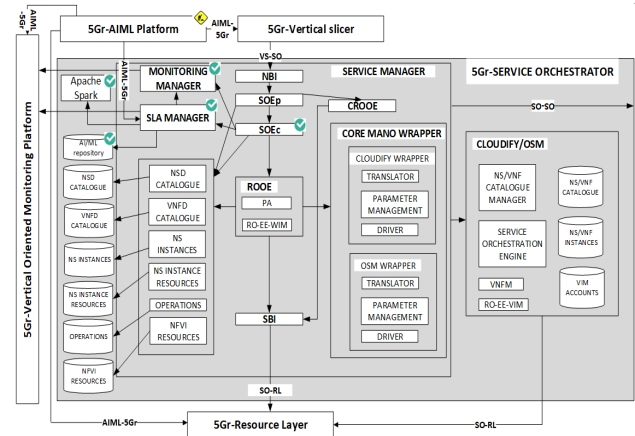 5Gr-AIML Platform
AIML-
5Gr
5Gr-Vertical slicer
AIML
-5Gr
VS-SO
AIML-5Gr
5Gr-Vertical Oriented Monitoring Platform
Apache
Spark
MONITORING
MANAGER
NBI
SERVICE MANAGER
5Gr-SERVICE ORCHESTRATOR
SLA MANAGER
SOEp
CROOE
SO-SO
SOEc
AI/ML
repository
CORE MANO WRAPPER
CLOUDIFY/OSM
NSD
CATALOGUE
NSD
CATALOGUE
ROOE
PA
RO-EE-WIM
CLOUDIFY WRAPPER
TRANSLATOR
PARAMETER
MANAGEMENT
DRIVER
NS/VNF
CATALOGUE
MANAGER
NS/VNF
CATALOGUE
VNFD
CATALOGUE
VNFD
CATALOGUE
SERVICE
ORCHESTRATION
ENGINE
NS/VNF
INSTANCES
NS INSTANCES
NS
INSTANCES
NS INSTANCE
RESOURCES
NS INSTANCE
RESOURCES
OSM WRAPPER
TRANSLATOR
PARAMETER
MANAGEMENT
DRIVER
VNFM
RO-EE-VIM
VIM
ACCOUNTS
OPERATIONS
OPERATIONS
SBI
NFVI
RESOURCES
NFVI
RESOURCES
SO-RL
AIML-5Gr
5Gr-Resource Layer
SO-RL